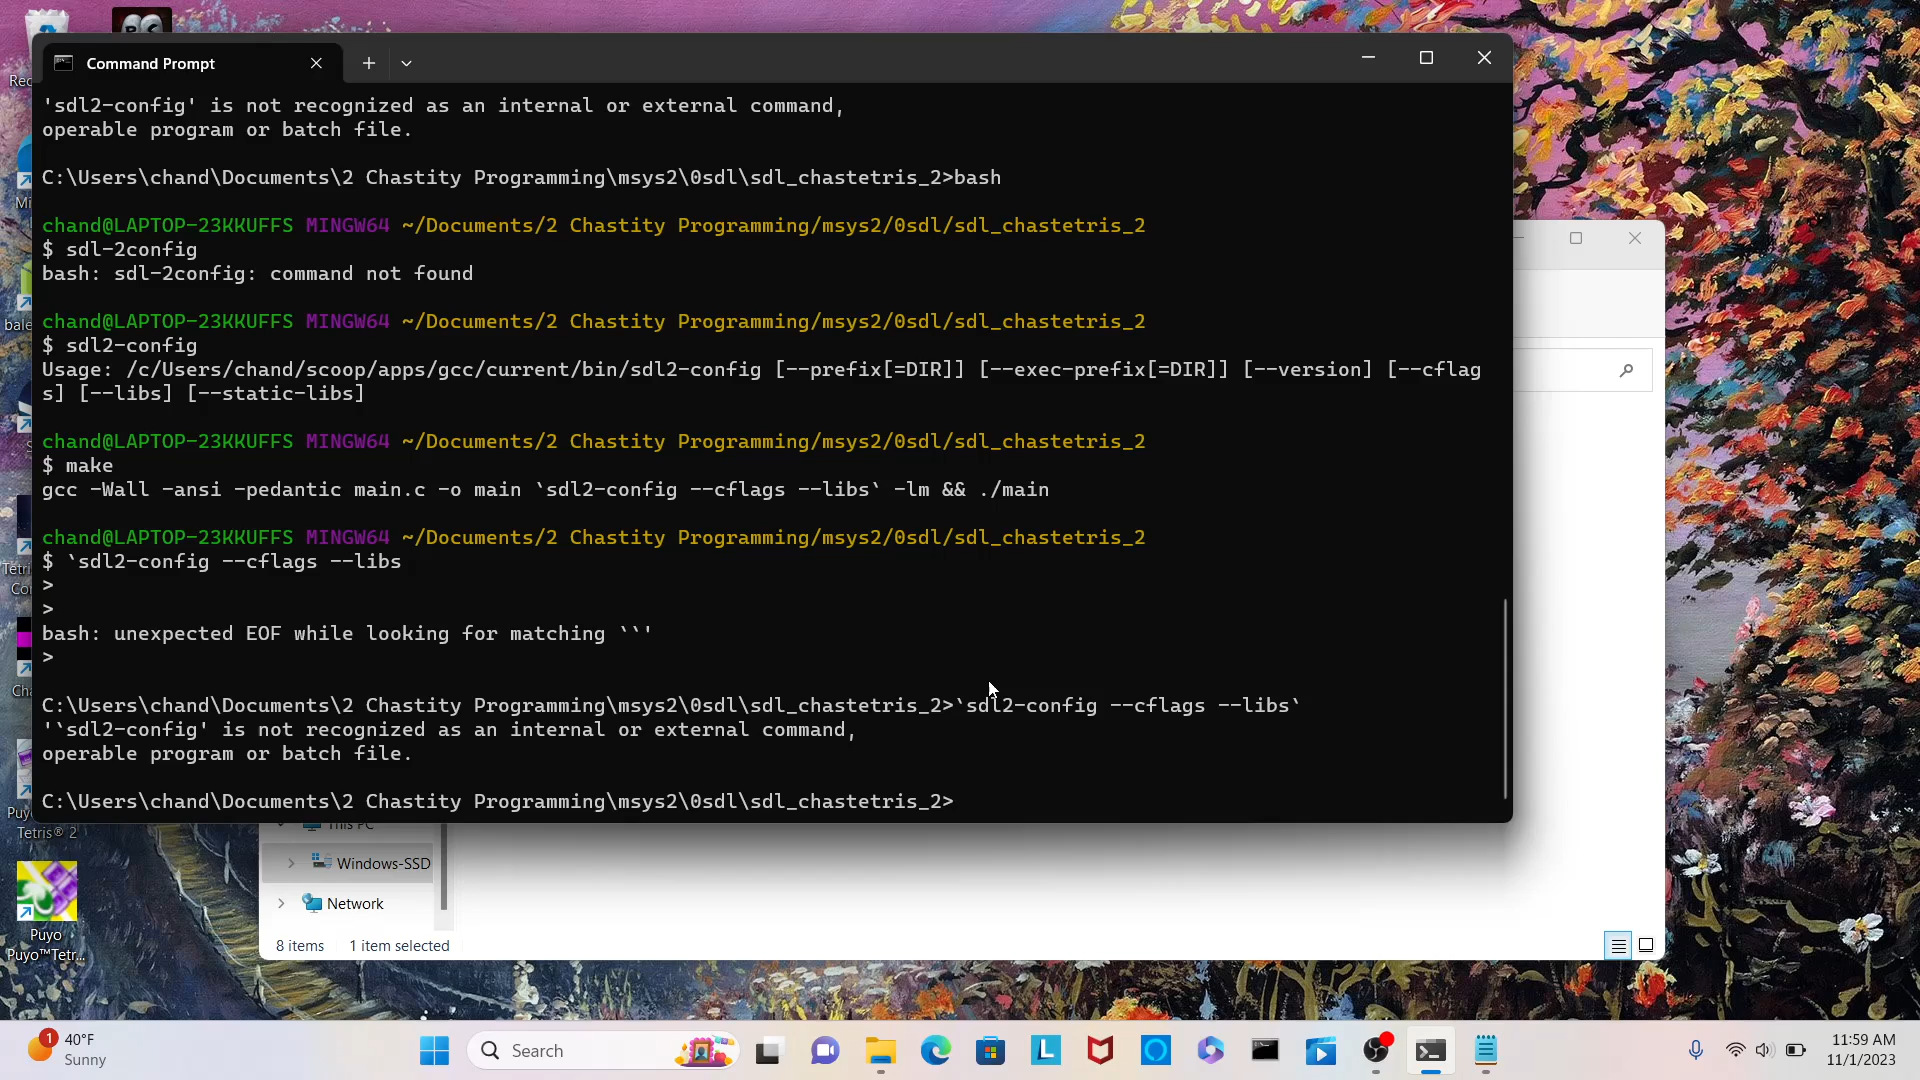 Command Prompt
'sdl2-config' is not recognized as an internal or external command,
operable program or batch file.
C:\Users\chand\Documents\2 Chastity Programming\msys2\0sdl\sdl_chastetris_2>bash
chand@LAPTOP-23KKUFFS MINGW64 ~/Documents/2 Chastity Programming/msys2/0sdl/sdl_chastetris_2
$ sdl-2config
bash: sdl-2config: command not found
chand@LAPTOP-23KKUFFS MINGW64 ~/Documents/2 Chastity Programming/msys2/0sdl/sdl_chastetris_2
$ sdl2-config
Usage: /c/Users/chand/scoop/apps/gcc/current/bin/sdl2-config [--prefix[=DIR]] [--exec-prefix[=DIR]] [--version] [--cflag
s] [--libs] [--static-libs]
chand@LAPTOP-23KKUFFS MINGW64 ~/Documents/2 Chastity Programming/msys2/0sdl/sdl_chastetris_2
$ make
gcc -Wall -ansi -pedantic main.c -o main `sdl2-config --cflags --libs` -lm && ./main
chand@LAPTOP-23KKUFFS MINGW64 ~/Documents/2 Chastity Programming/msys2/0sdl/sdl_chastetris_2
$ `sdl2-config --cflags --libs
>
>
bash: unexpected EOF while looking for matching ``'
>
C:\Users\chand\Documents\2 Chastity Programming\msys2\0sdl\sdl_chastetris_2>`sdl2-config --cflags --libs`
'`sdl2-config' is not recognized as an internal or external command,
operable program or batch file.
C:\Users\chand\Documents\2 Chastity Programming\msys2\0sdl\sdl_chastetris_2>
This PC
Windows-SSD
Network
8 items 1 item selected
Tetris® 2
Puyo
Puyo™Tetr...
1
40°F
Sunny
Search
11:59 AM
11/1/2023